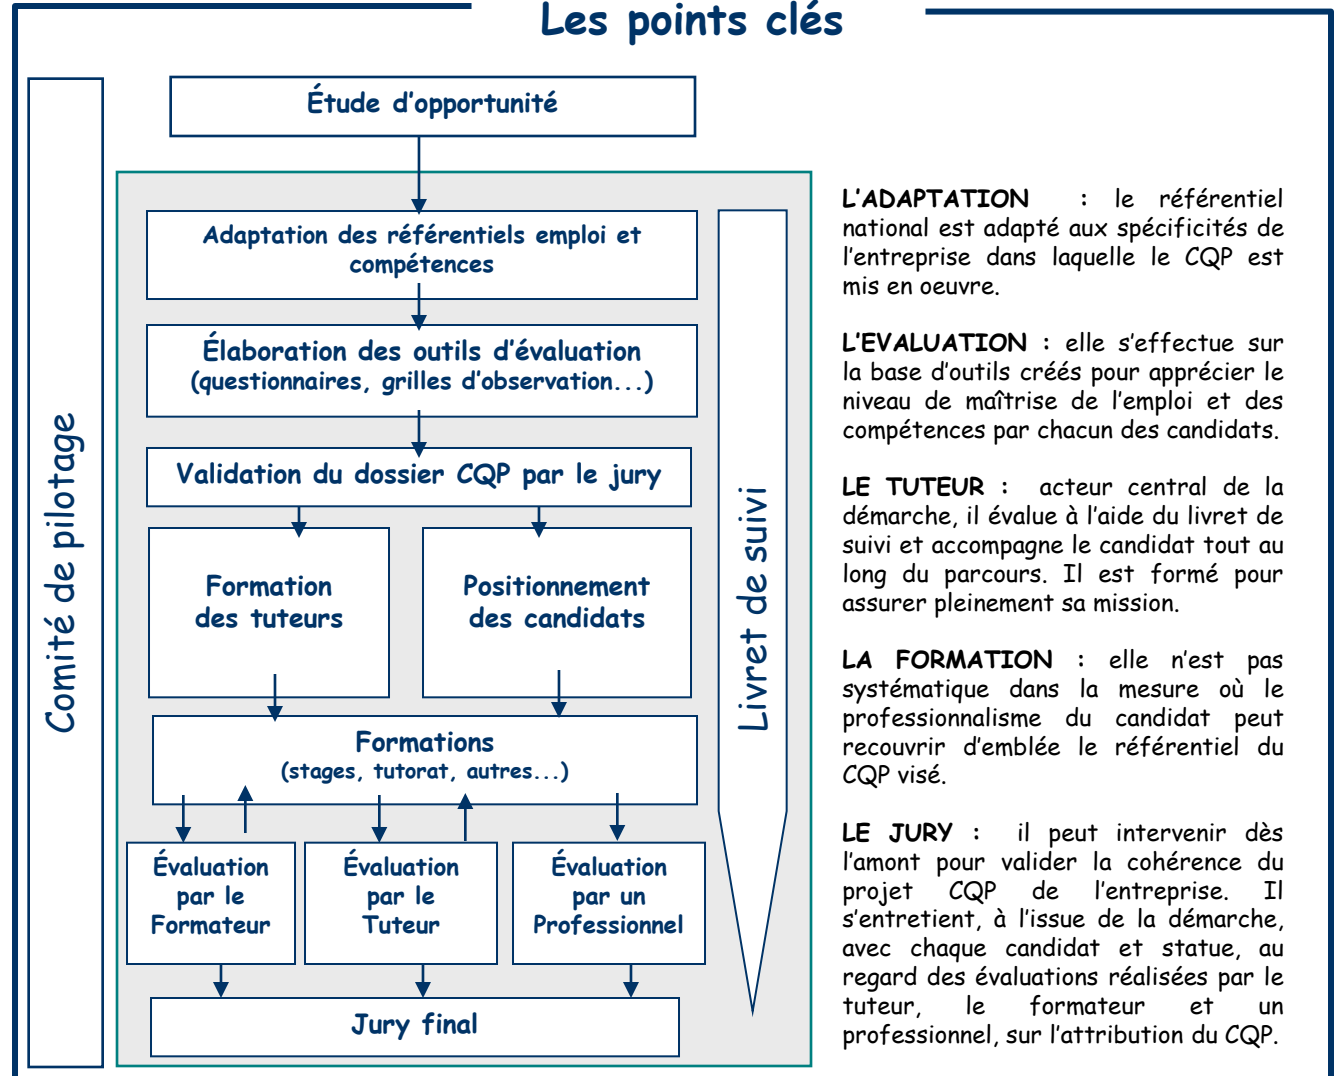 Les points clés
Comité de pilotage
Étude d’opportunité
Adaptation des référentiels emploi et
compétences
Élaboration des outils d’évaluation
(questionnaires, grilles d’observation...)
Validation du dossier CQP par le jury
Formation
des tuteurs
Positionnement
des candidats
Formations
(stages, tutorat, autres...)
Évaluation
par le
Formateur
Évaluation
par le
Tuteur
Évaluation
par un
Professionnel
Jury final
Livret de suivi
L’ADAPTATION : le référentiel
national est adapté aux spécificités de
l’entreprise dans laquelle le CQP est
mis en oeuvre.
L’EVALUATION : elle s’effectue sur
la base d’outils créés pour apprécier le
niveau de maîtrise de l’emploi et des
compétences par chacun des candidats.
LE TUTEUR : acteur central de la
démarche, il évalue à l’aide du livret de
suivi et accompagne le candidat tout au
long du parcours. Il est formé pour
assurer pleinement sa mission.
LA FORMATION : elle n’est pas
systématique dans la mesure où le
professionnalisme du candidat peut
recouvrir d’emblée le référentiel du
CQP visé.
LE JURY : il peut intervenir dès
l’amont pour valider la cohérence du
projet CQP de l’entreprise. Il
s’entretient, à l’issue de la démarche,
avec chaque candidat et statue, au
regard des évaluations réalisées par le
tuteur, le formateur et un
professionnel, sur l’attribution du CQP.